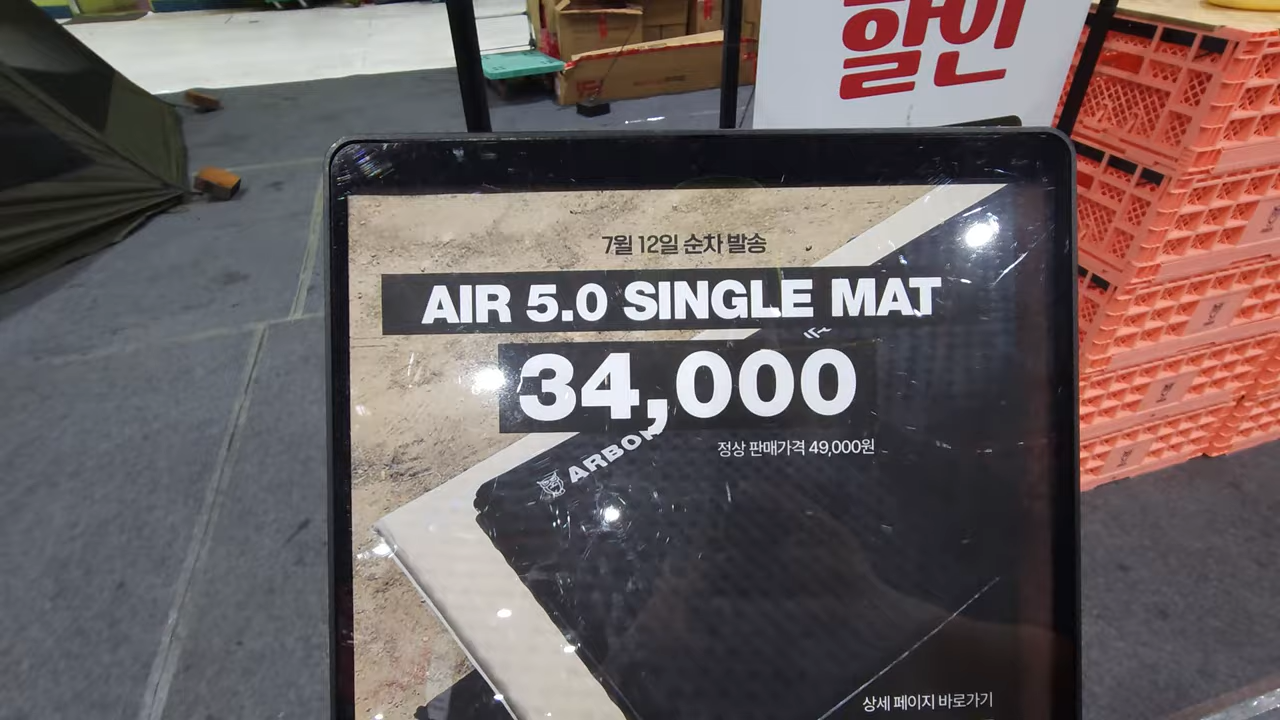 할인
7월 12일 순차 발송
AIR 5.0 SINGLE MAT
34,000
정상 판매가격 49,000원
ARBOR
상세 페이지 바로가기